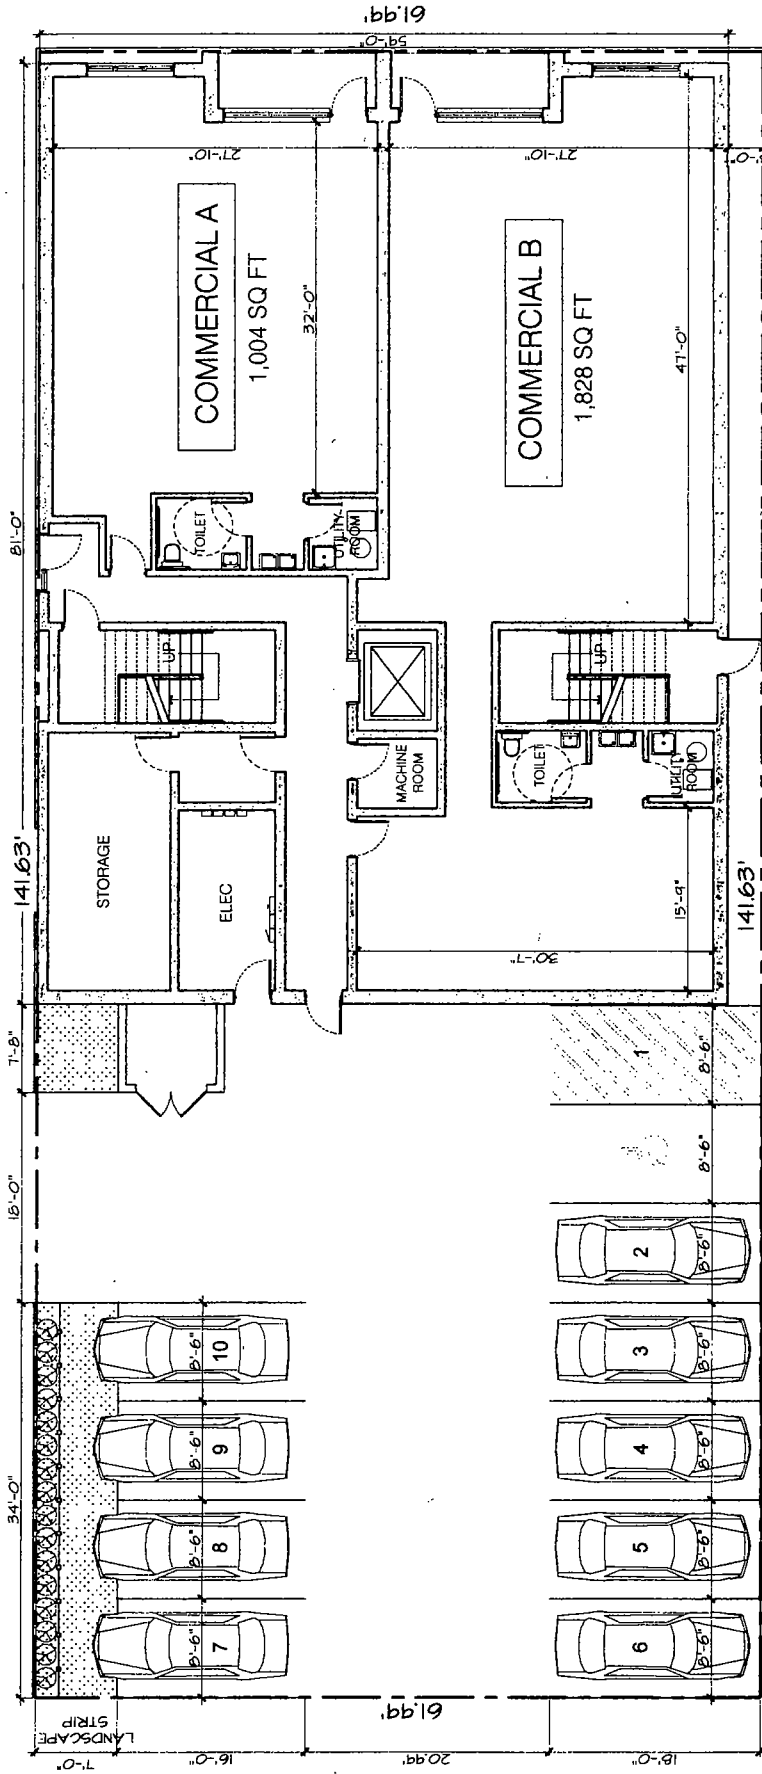 61.99'
59'-0"
27'-10"
27'-10"
81'-0"
COMMERCIAL A
1,004 SQ FT
32'-0"
COMMERCIAL B
1,828 SQ FT
47'-0"
TOILET
UTILITY
ROOM
UP
UP
MACHINE
ROOM
TOILET
UTILITY
ROOM
STORAGE
ELEC
15'-9"
30'-7"
141.63'
141.63'
7'-8"
18'-0"
34'-0"
1
8'-6"
8'-6"
2
8'-6"
10
8'-6"
3
8'-6"
9
8'-6"
4
8'-6"
8
8'-6"
5
8'-6"
7
8'-6"
6
8'-6"
61.99'
LANDSCAPE
STRIP
7'-0"
16'-0"
20.99'
18'-0"